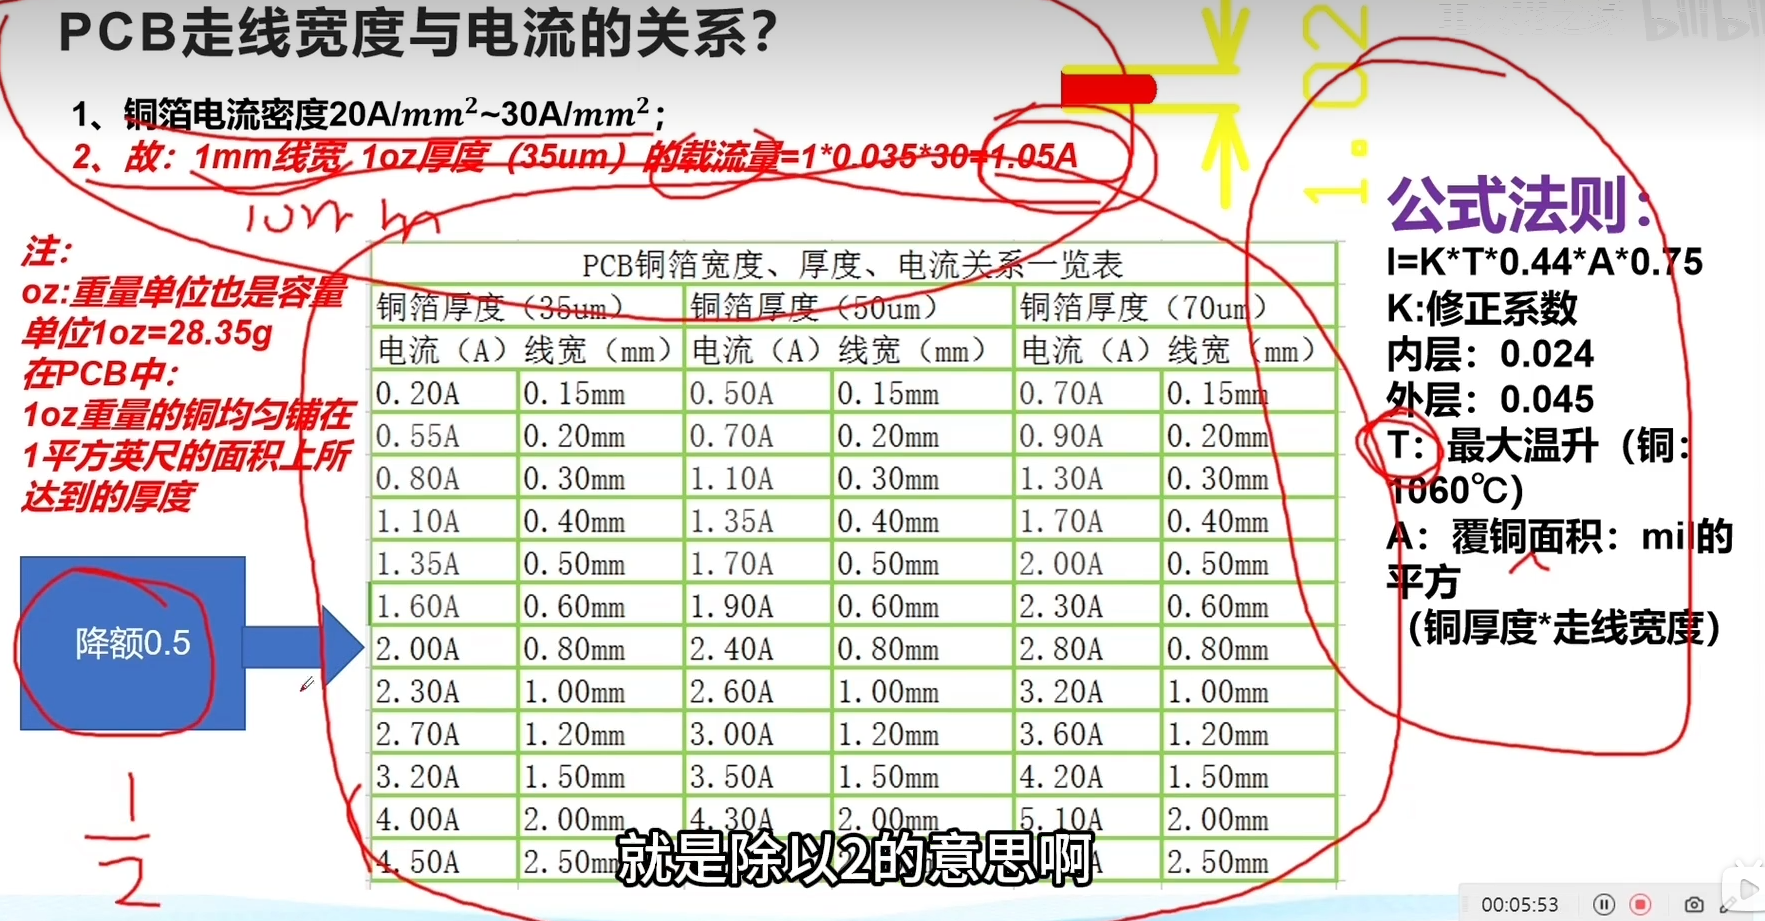 PCB走线宽度与电流的关系?
1、铜箔电流密度20A/mm²~30A/mm²;
2、故：1mm线宽 1oz厚度（35um）的载流量=1*0.035*30=1.05A
1.02
注：
oz:重量单位也是容量
单位1oz=28.35g
在PCB中：
1oz重量的铜均匀铺在
1平方英尺的面积上所
达到的厚度
降额0.5
1
2
PCB铜箔宽度、厚度、电流关系一览表
铜箔厚度（35um） 铜箔厚度（50um） 铜箔厚度（70um）
电流（A） 线宽（mm） 电流（A） 线宽（mm） 电流（A） 线宽（mm）
0.20A 0.15mm 0.50A 0.15mm 0.70A 0.15mm
0.55A 0.20mm 0.70A 0.20mm 0.90A 0.20mm
0.80A 0.30mm 1.10A 0.30mm 1.30A 0.30mm
1.10A 0.40mm 1.35A 0.40mm 1.70A 0.40mm
1.35A 0.50mm 1.70A 0.50mm 2.00A 0.50mm
1.60A 0.60mm 1.90A 0.60mm 2.30A 0.60mm
2.00A 0.80mm 2.40A 0.80mm 2.80A 0.80mm
2.30A 1.00mm 2.60A 1.00mm 3.20A 1.00mm
2.70A 1.20mm 3.00A 1.20mm 3.60A 1.20mm
3.20A 1.50mm 3.50A 1.50mm 4.20A 1.50mm
4.00A 2.00mm 4.30A 2.00mm 5.10A 2.00mm
4.50A 2.50mm 2.50mm
就是除以2的意思啊
公式法则：
I=K*T*0.44*A*0.75
K:修正系数
内层：0.024
外层：0.045
T：最大温升（铜：
1060℃)
A：覆铜面积：mil的
平方
（铜厚度*走线宽度）
00:05:53